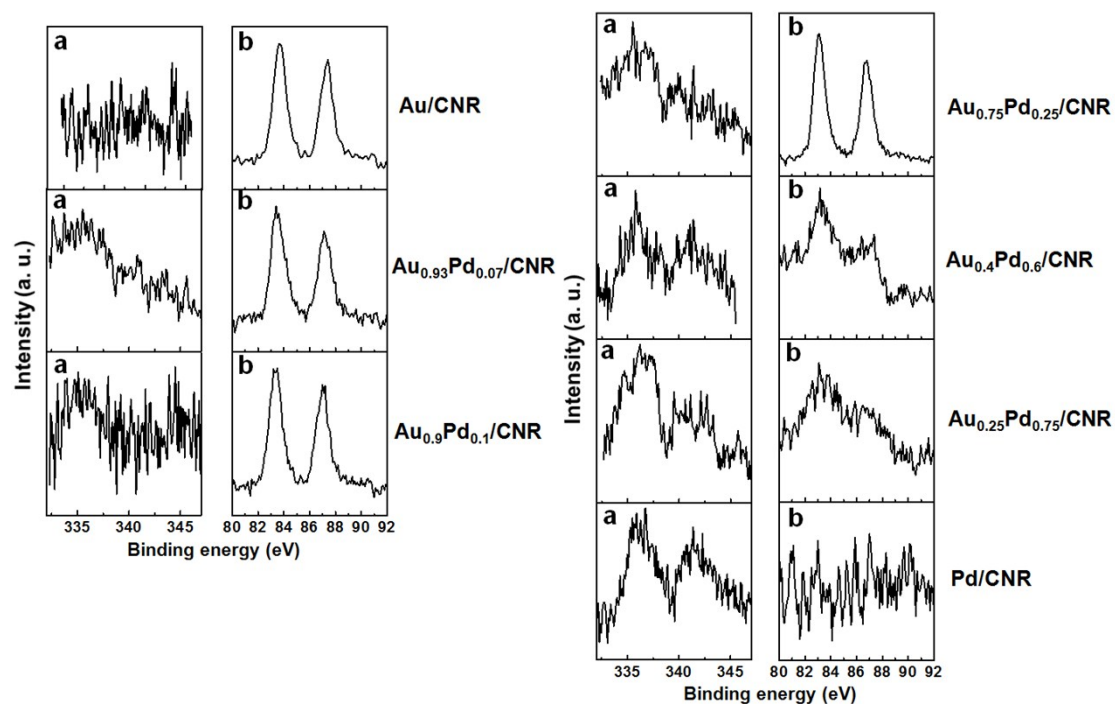 a
b
Au/CNR
a
b
Au0.93Pd0.07/CNR
a
b
Au0.9Pd0.1/CNR
Intensity (a. u.)
335 340 345
80 82 84 86 88 90 92
Binding energy (eV)
a
b
Au0.75Pd0.25/CNR
a
b
Au0.4Pd0.6/CNR
a
b
Au0.25Pd0.75/CNR
a
b
Pd/CNR
Intensity (a. u.)
335 340 345
80 82 84 86 88 90 92
Binding energy (eV)